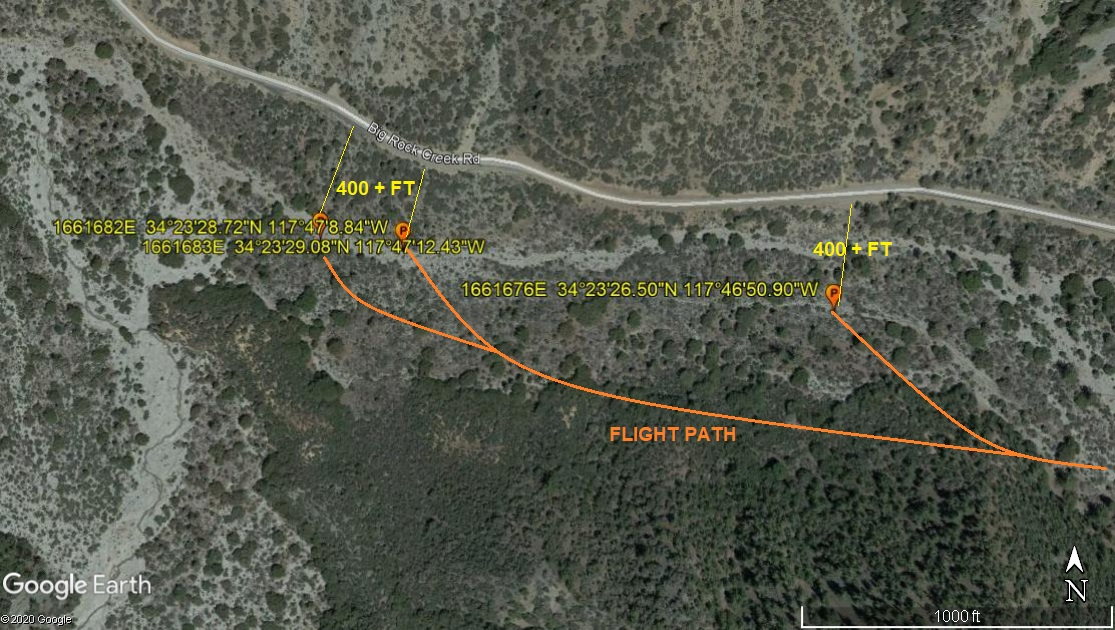 Big Rock Creek Rd
400 + FT
1661682E 34°23'28.72"N 117°47'8.84"W
P
1661683E 34°23'29.08"N 117°47'12.43"W
400 + FT
1661676E 34°23'26.50"N 117°46'50.90"W
P
FLIGHT PATH
N
Google Earth
1000 ft
©2020 Google